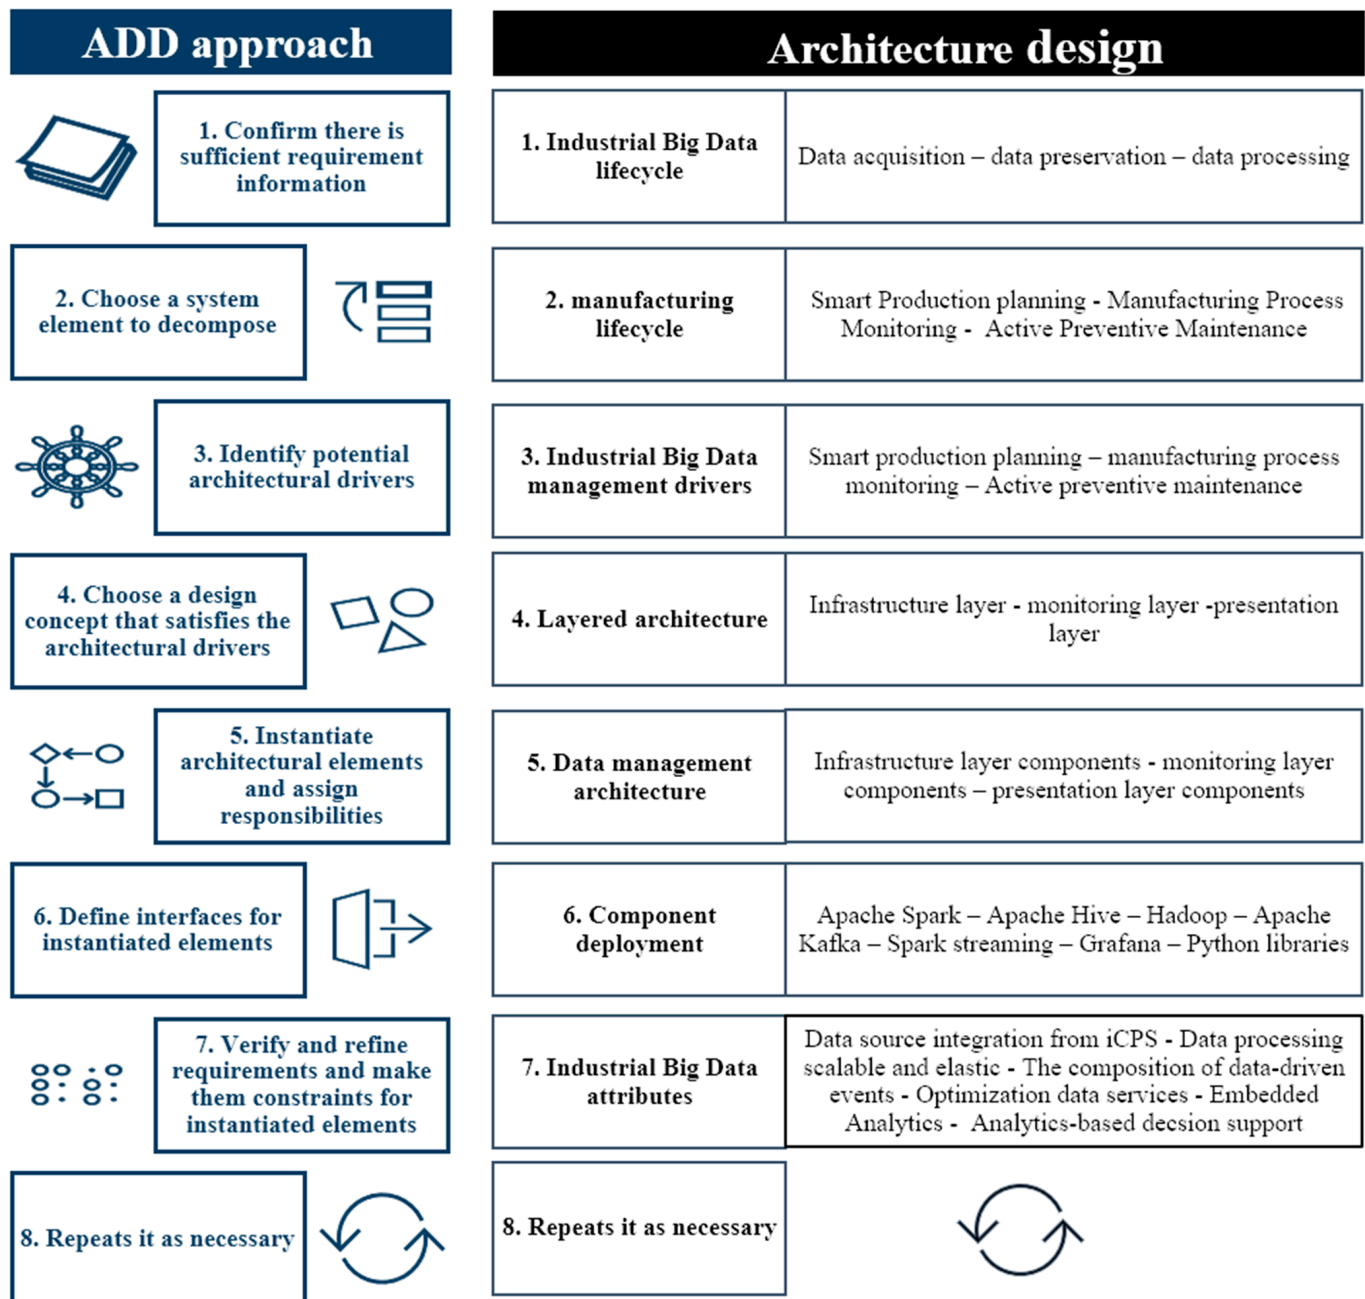 ADD approach
Architecture design
1. Confirm there is
sufficient requirement
information
1. Industrial Big Data
lifecycle
Data acquisition – data preservation – data processing
2. Choose a system
element to decompose
2. manufacturing
lifecycle
Smart Production planning - Manufacturing Process
Monitoring - Active Preventive Maintenance
3. Identify potential
architectural drivers
3. Industrial Big Data
management drivers
Smart production planning – manufacturing process
monitoring – Active preventive maintenance
4. Choose a design
concept that satisfies the
architectural drivers
4. Layered architecture
Infrastructure layer - monitoring layer -presentation
layer
5. Instantiate
architectural elements
and assign
responsibilities
5. Data management
architecture
Infrastructure layer components - monitoring layer
components – presentation layer components
6. Define interfaces for
instantiated elements
6. Component
deployment
Apache Spark – Apache Hive – Hadoop – Apache
Kafka – Spark streaming – Grafana – Python libraries
7. Verify and refine
requirements and make
them constraints for
instantiated elements
7. Industrial Big Data
attributes
Data source integration from iCPS - Data processing
scalable and elastic - The composition of data-driven
events - Optimization data services - Embedded
Analytics - Analytics-based decsion support
8. Repeats it as necessary
8. Repeats it as necessary